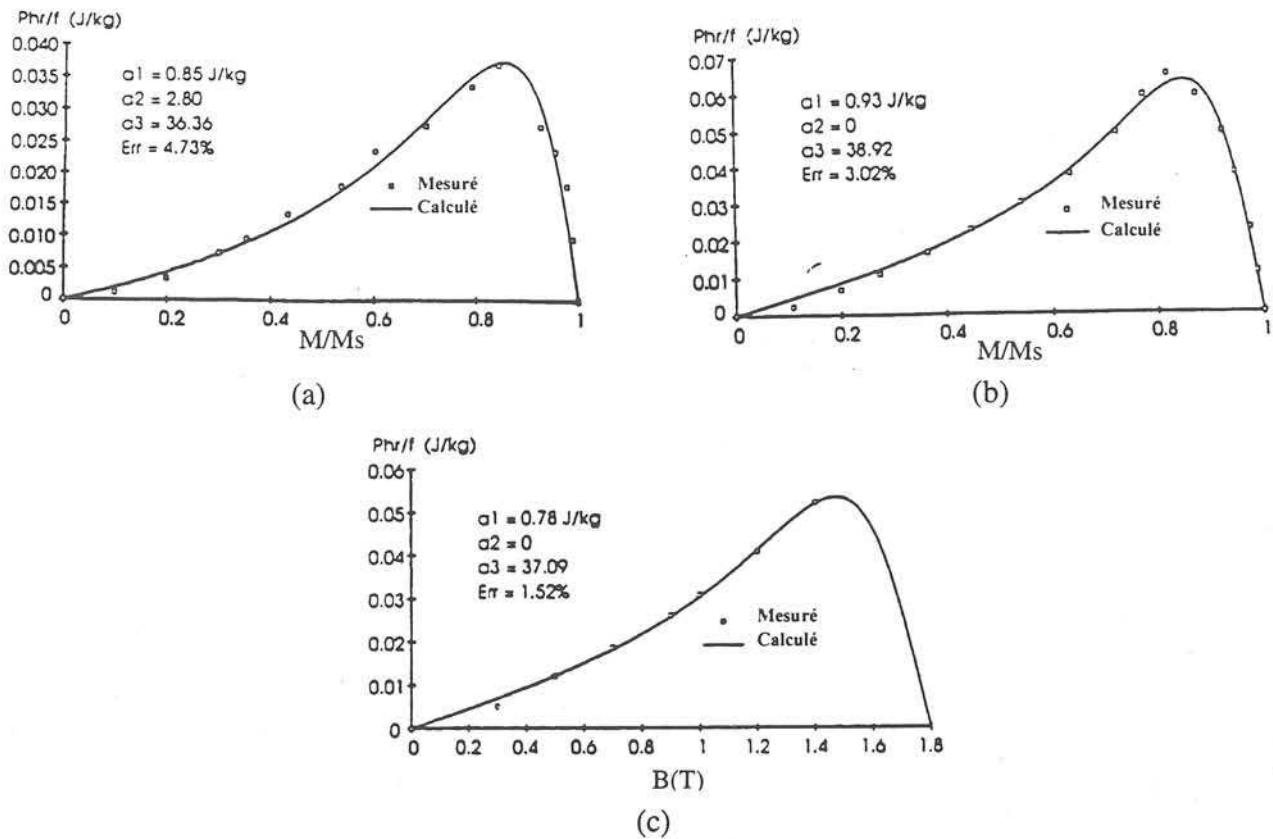 Phr/f (J/kg)
0.040
0.035
0.030
0.025
0.020
0.015
0.010
0.005
0
a1 = 0.85 J/kg
a2 = 2.80
a3 = 36.36
Err = 4.73%
Mesuré
Calculé
0 0.2 0.4 0.6 0.8 1
M/Ms
(a)
Phr/f (J/kg)
0.07
0.06
0.05
0.04
0.03
0.02
0.01
0
a1 = 0.93 J/kg
a2 = 0
a3 = 38.92
Err = 3.02%
Mesuré
Calculé
0 0.2 0.4 0.6 0.8 1
M/Ms
(b)
Phr/f (J/kg)
0.06
0.05
0.04
0.03
0.02
0.01
0
a1 = 0.78 J/kg
a2 = 0
a3 = 37.09
Err = 1.52%
Mesuré
Calculé
0 0.2 0.4 0.6 0.8 1 1.2 1.4 1.6 1.8
B(T)
(c)